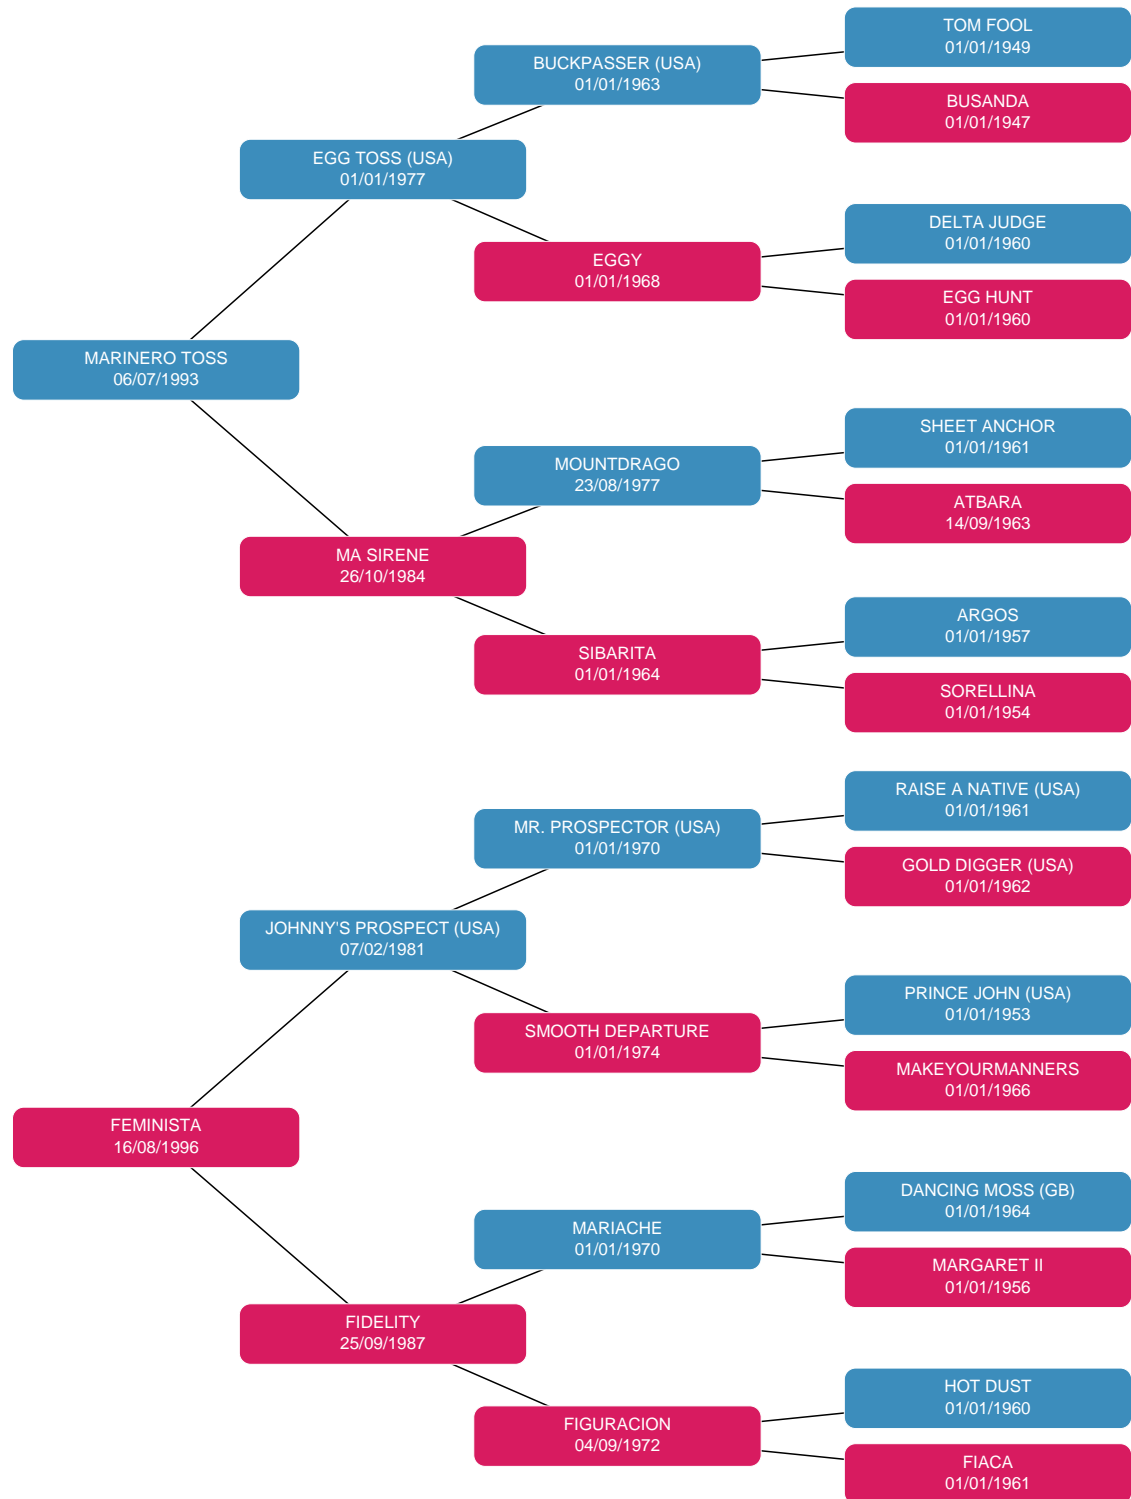 TOM FOOL
01/01/1949
BUCKPASSER (USA)
01/01/1963
BUSANDA
01/01/1947
EGG TOSS (USA)
01/01/1977
DELTA JUDGE
01/01/1960
EGGY
01/01/1968
EGG HUNT
01/01/1960
MARINERO TOSS
06/07/1993
SHEET ANCHOR
01/01/1961
MOUNTDRAGO
23/08/1977
ATBARA
14/09/1963
MA SIRENE
26/10/1984
ARGOS
01/01/1957
SIBARITA
01/01/1964
SORELLINA
01/01/1954
RAISE A NATIVE (USA)
01/01/1961
MR. PROSPECTOR (USA)
01/01/1970
GOLD DIGGER (USA)
01/01/1962
JOHNNY'S PROSPECT (USA)
07/02/1981
PRINCE JOHN (USA)
01/01/1953
SMOOTH DEPARTURE
01/01/1974
MAKEYOURMANNERS
01/01/1966
FEMINISTA
16/08/1996
DANCING MOSS (GB)
01/01/1964
MARIACHE
01/01/1970
MARGARET II
01/01/1956
FIDELITY
25/09/1987
HOT DUST
01/01/1960
FIGURACION
04/09/1972
FIACA
01/01/1961